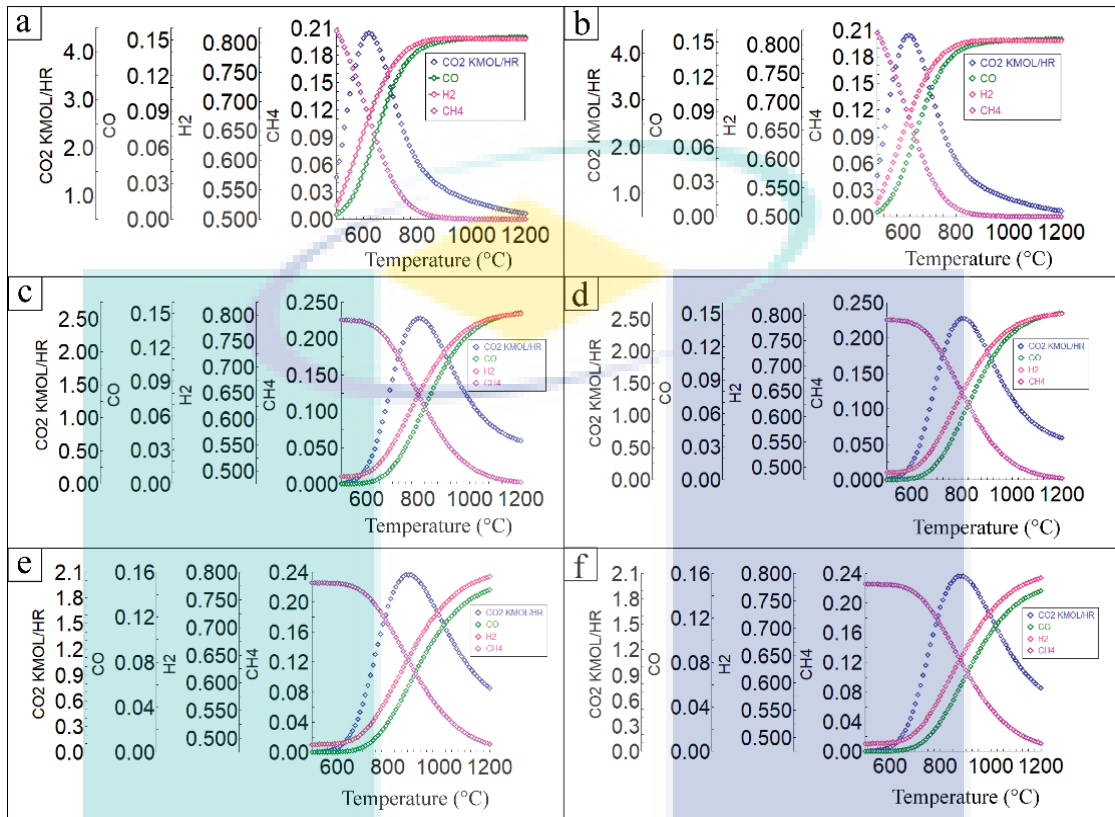 a
CO2 KMOL/HR
4.0
3.0
2.0
1.0
CO
0.15
0.12
0.09
0.06
0.03
0.00
H2
0.800
0.750
0.700
0.667
0.600
0.550
0.500
CH4
0.21
0.18
0.15
0.12
0.09
0.06
0.03
0.00
CO2 KMOL/HR
CO
H2
CH4
600 800 1000 1200
Temperature (°C)
b
CO2 KMOL/HR
4.0
3.0
2.0
1.0
CO
0.15
0.12
0.09
0.06
0.03
0.00
H2
0.800
0.750
0.700
0.667
0.600
0.550
0.500
CH4
0.21
0.18
0.15
0.12
0.09
0.06
0.03
0.00
CO2 KMOL/HR
CO
H2
CH4
600 800 1000 1200
Temperature (°C)
c
CO2 KMOL/HR
2.50
2.00
1.50
1.00
0.50
0.00
CO
0.15
0.12
0.09
0.06
0.03
0.00
H2
0.800
0.750
0.700
0.660
0.600
0.550
0.500
CH4
0.250
0.200
0.150
0.100
0.050
0.000
CO2 KMOL/HR
CO
H2
CH4
600 800 1000 1200
Temperature (°C)
d
CO2 KMOL/HR
2.50
2.00
1.50
1.00
0.50
0.00
CO
0.15
0.12
0.09
0.06
0.03
0.00
H2
0.800
0.750
0.700
0.660
0.600
0.550
0.500
CH4
0.250
0.200
0.150
0.100
0.050
0.000
CO2 KMOL/HR
CO
H2
CH4
600 800 1000 1200
Temperature (°C)
e
CO2 KMOL/HR
2.1
1.8
1.5
1.2
0.9
0.6
0.3
0.0
CO
0.16
0.12
0.08
0.04
0.00
H2
0.800
0.750
0.700
0.650
0.600
0.550
0.500
CH4
0.24
0.20
0.16
0.12
0.08
0.04
0.00
CO2 KMOL/HR
CO
H2
CH4
600 800 1000 1200
Temperature (°C)
f
CO2 KMOL/HR
2.1
1.8
1.5
1.2
0.9
0.6
0.3
0.0
CO
0.16
0.12
0.08
0.04
0.00
H2
0.800
0.750
0.700
0.650
0.600
0.550
0.500
CH4
0.24
0.20
0.16
0.12
0.08
0.04
0.00
CO2 KMOL/HR
CO
H2
CH4
600 800 1000 1200
Temperature (°C)